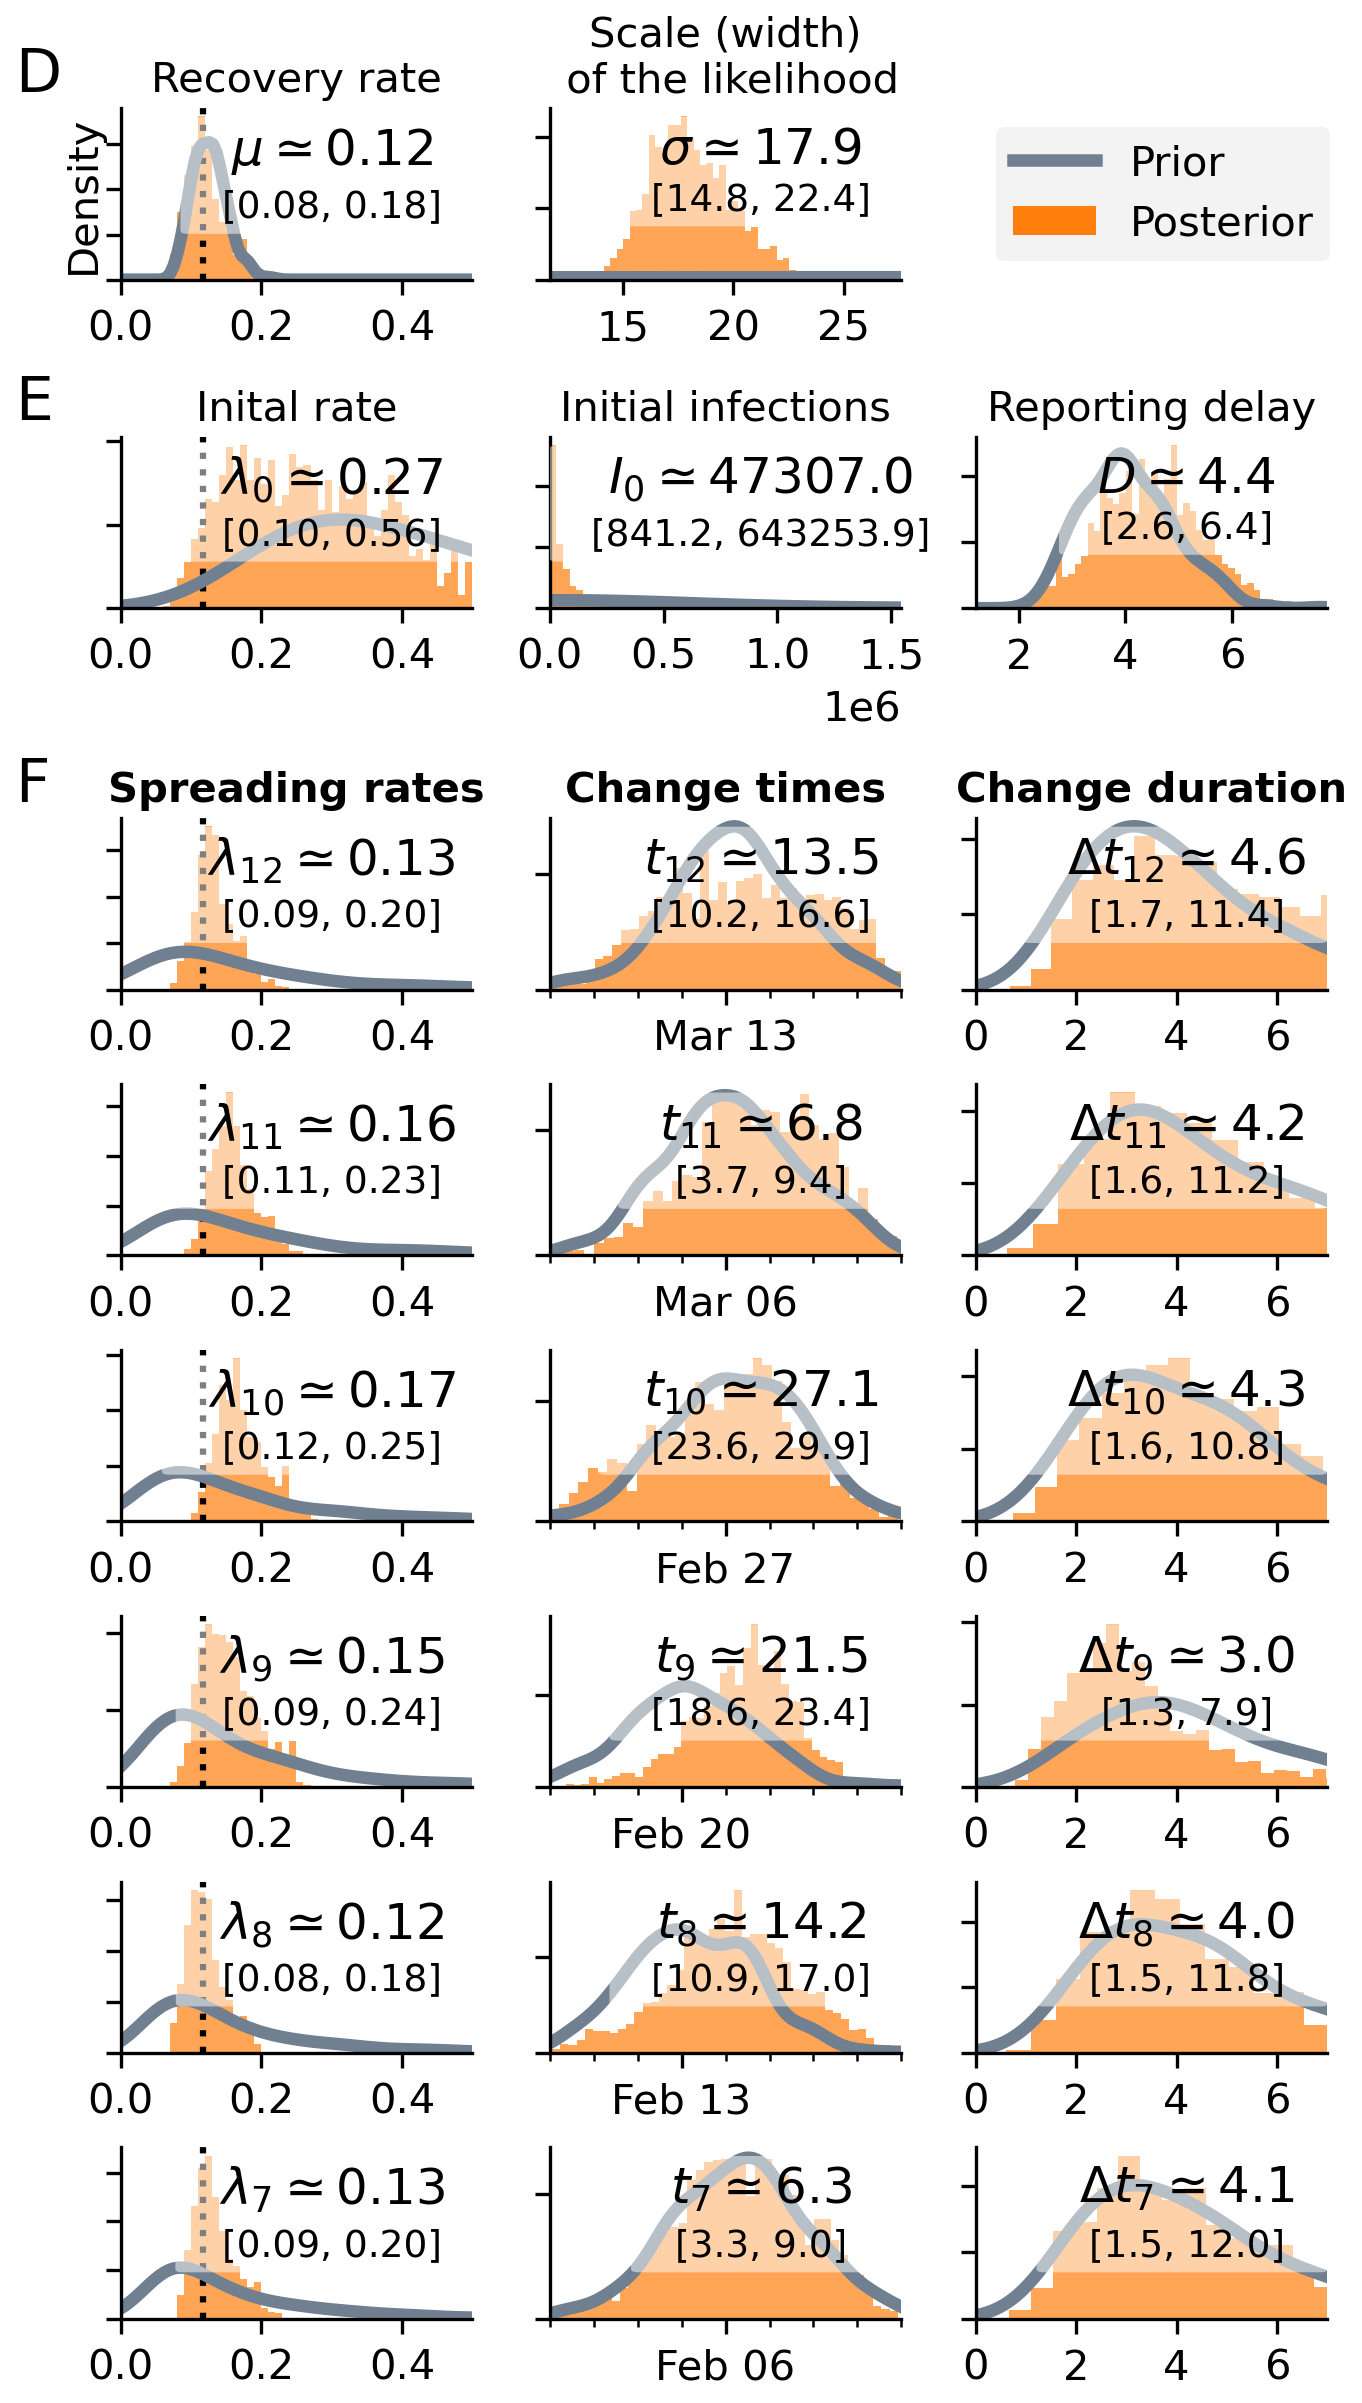 D
Recovery rate
Scale (width)
of the likelihood
Density
μ ≃ 0.12
[0.08, 0.18]
0.0 0.2 0.4
σ ≃ 17.9
[14.8, 22.4]
15 20 25
Prior
Posterior
E
Inital rate
λ0 ≃ 0.27
[0.10, 0.56]
0.0 0.2 0.4
Initial infections
I0 ≃ 47307.0
[841.2, 643253.9]
0.0 0.5 1.0 1.5
1e6
Reporting delay
D ≃ 4.4
[2.6, 6.4]
2 4 6
F
Spreading rates
Change times
Change duration
λ12 ≃ 0.13
[0.09, 0.20]
0.0 0.2 0.4
t12 ≃ 13.5
[10.2, 16.6]
Mar 13
Δt12 ≃ 4.6
[1.7, 11.4]
0 2 4 6
λ11 ≃ 0.16
[0.11, 0.23]
0.0 0.2 0.4
t11 ≃ 6.8
[3.7, 9.4]
Mar 06
Δt11 ≃ 4.2
[1.6, 11.2]
0 2 4 6
λ10 ≃ 0.17
[0.12, 0.25]
0.0 0.2 0.4
t10 ≃ 27.1
[23.6, 29.9]
Feb 27
Δt10 ≃ 4.3
[1.6, 10.8]
0 2 4 6
λ9 ≃ 0.15
[0.09, 0.24]
0.0 0.2 0.4
t9 ≃ 21.5
[18.6, 23.4]
Feb 20
Δt9 ≃ 3.0
[1.3, 7.9]
0 2 4 6
λ8 ≃ 0.12
[0.08, 0.18]
0.0 0.2 0.4
t8 ≃ 14.2
[10.9, 17.0]
Feb 13
Δt8 ≃ 4.0
[1.5, 11.8]
0 2 4 6
λ7 ≃ 0.13
[0.09, 0.20]
0.0 0.2 0.4
t7 ≃ 6.3
[3.3, 9.0]
Feb 06
Δt7 ≃ 4.1
[1.5, 12.0]
0 2 4 6